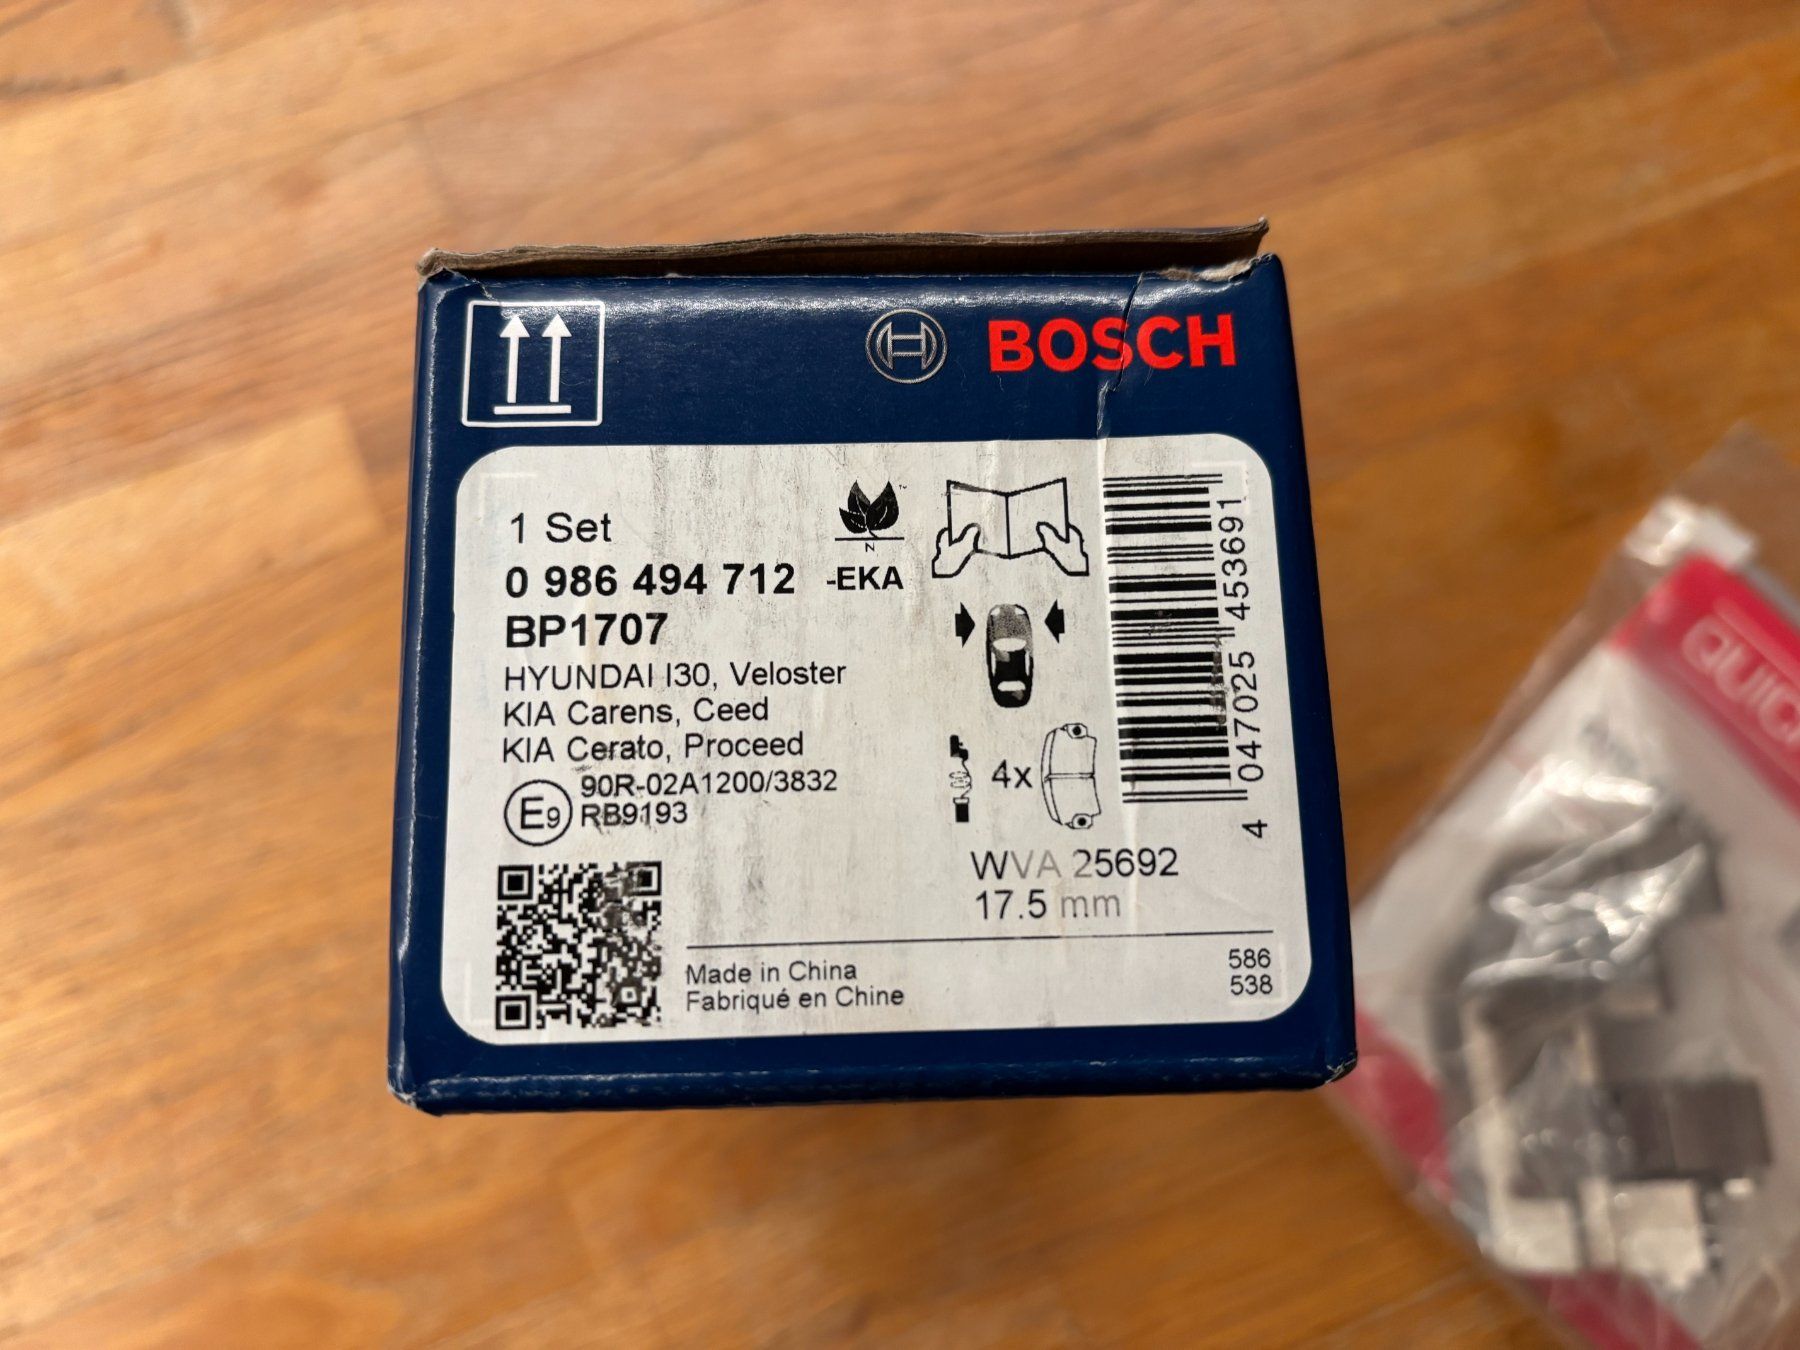 BOSCH
1 Set
0 986 494 712 -EKA
BP1707
HYUNDAI I30, Veloster
KIA Carens, Ceed
KIA Cerato, Proceed
E9 90R-02A1200/3832
RB9193
4x
WVA 25692
17.5 mm
4 047025 453691
Made in China
Fabriqué en Chine
586
538
N